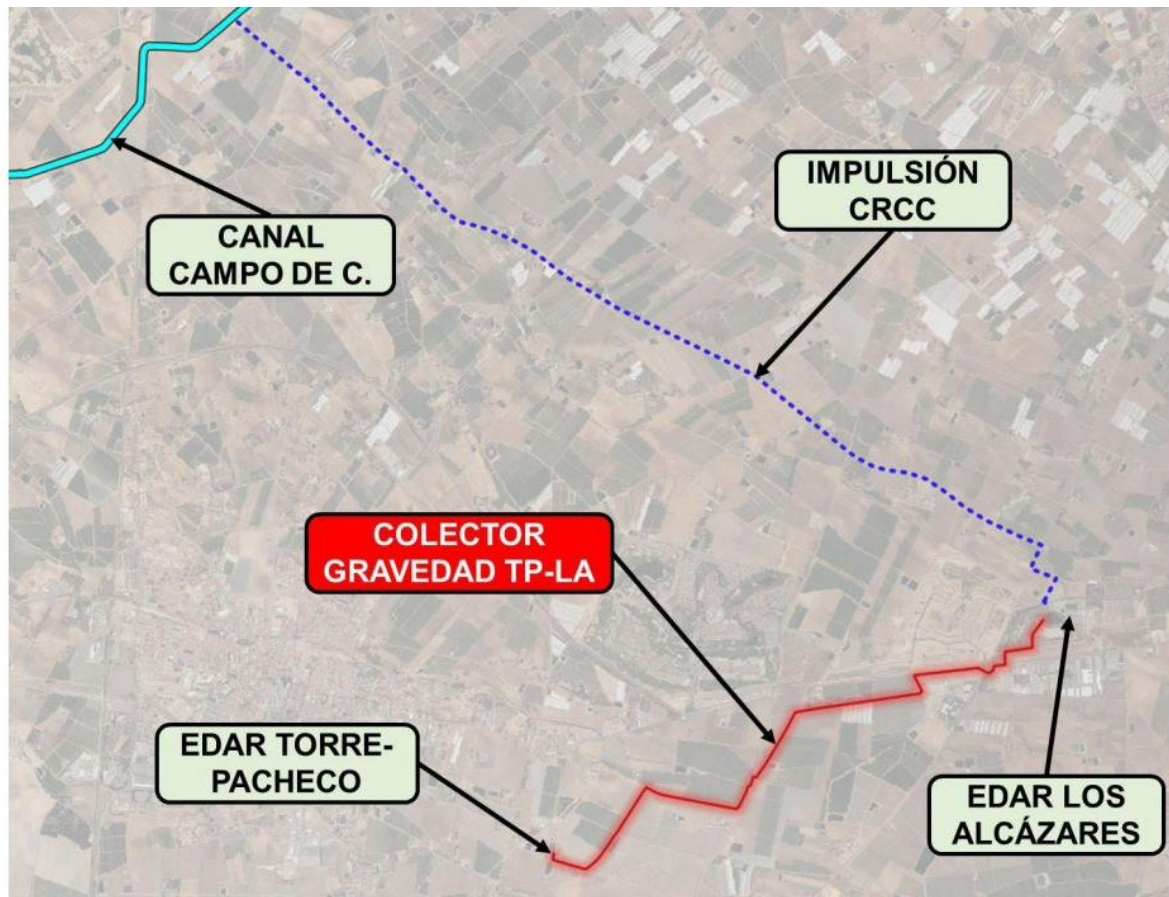 IMPULSIÓN
CRCC
CANAL
CAMPO DE C.
COLECTOR
GRAVEDAD TP-LA
EDAR TORRE-
PACHECO
EDAR LOS
ALCÁZARES